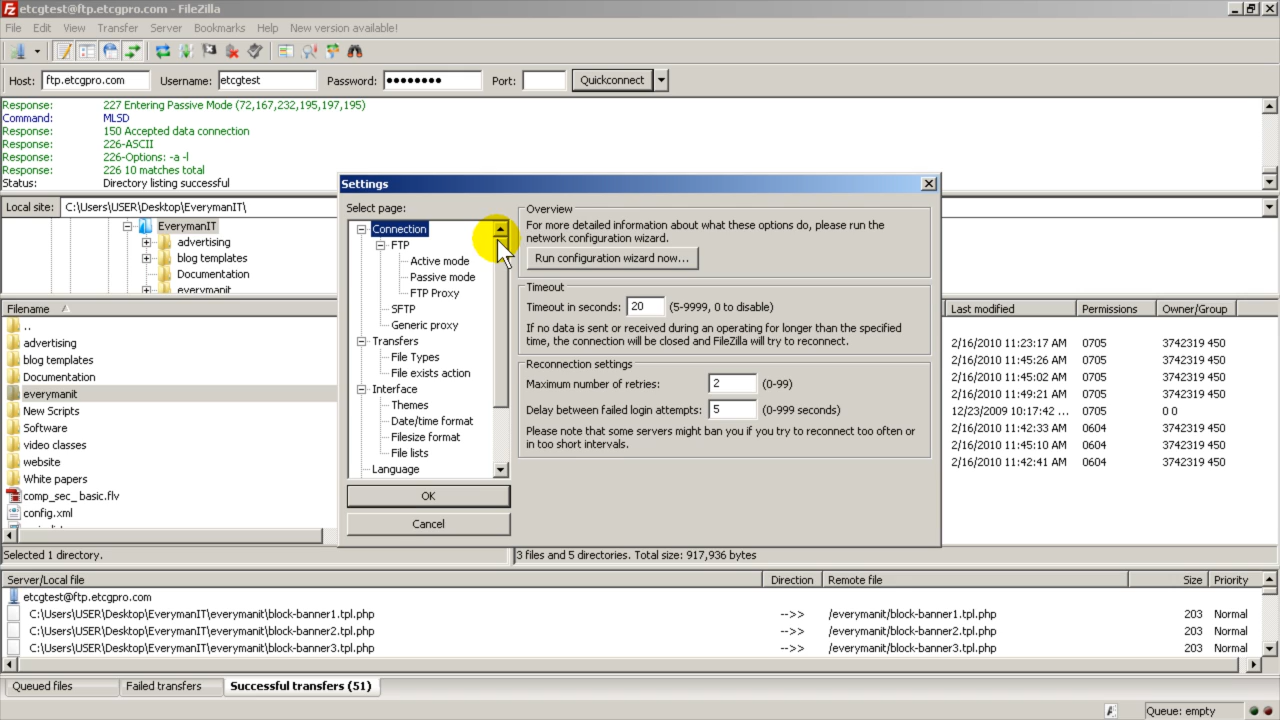 etcgtest@ftp.etcgpro.com - FileZilla
File Edit View Transfer Server Bookmarks Help New version available!
Host: ftp.etcgpro.com Username: etcgtest Password: ●●●●●●●● Port: Quickconnect
Response: 227 Entering Passive Mode (72,167,232,195,197,195)
Command: MLSD
Response: 150 Accepted data connection
Response: 226-ASCII
Response: 226-Options: -a -l
Response: 226 10 matches total
Status: Directory listing successful
Local site: C:\Users\USER\Desktop\EverymanIT\
EverymanIT
advertising
blog templates
Documentation
everymanit
Filename
..
advertising
blog templates
Documentation
everymanit
New Scripts
Software
video classes
website
White papers
comp_sec_ basic.flv
config.xml
Selected 1 directory.
Settings
Select page:
Connection
FTP
Active mode
Passive mode
FTP Proxy
SFTP
Generic proxy
Transfers
File Types
File exists action
Interface
Themes
Date/time format
Filesize format
File lists
Language
OK
Cancel
Overview
For more detailed information about what these options do, please run the
network configuration wizard.
Run configuration wizard now...
Timeout
Timeout in seconds: 20 (5-9999, 0 to disable)
If no data is sent or received during an operating for longer than the specified
time, the connection will be closed and FileZilla will try to reconnect.
Reconnection settings
Maximum number of retries: 2 (0-99)
Delay between failed login attempts: 5 (0-999 seconds)
Please note that some servers might ban you if you try to reconnect too often or
in too short intervals.
Last modified Permissions Owner/Group
2/16/2010 11:23:17 AM 0705 3742319 450
2/16/2010 11:45:26 AM 0705 3742319 450
2/16/2010 11:45:02 AM 0705 3742319 450
2/16/2010 11:49:21 AM 0705 3742319 450
12/23/2009 10:17:42 ... 0705 0 0
2/16/2010 11:42:33 AM 0604 3742319 450
2/16/2010 11:45:10 AM 0604 3742319 450
2/16/2010 11:42:41 AM 0604 3742319 450
3 files and 5 directories. Total size: 917,936 bytes
Server/Local file Direction Remote file Size Priority
etcgtest@ftp.etcgpro.com
C:\Users\USER\Desktop\EverymanIT\everymanit\block-banner1.tpl.php -->> /everymanit/block-banner1.tpl.php 203 Normal
C:\Users\USER\Desktop\EverymanIT\everymanit\block-banner2.tpl.php -->> /everymanit/block-banner2.tpl.php 203 Normal
C:\Users\USER\Desktop\EverymanIT\everymanit\block-banner3.tpl.php -->> /everymanit/block-banner3.tpl.php 203 Normal
Queued files Failed transfers Successful transfers (51)
Queue: empty